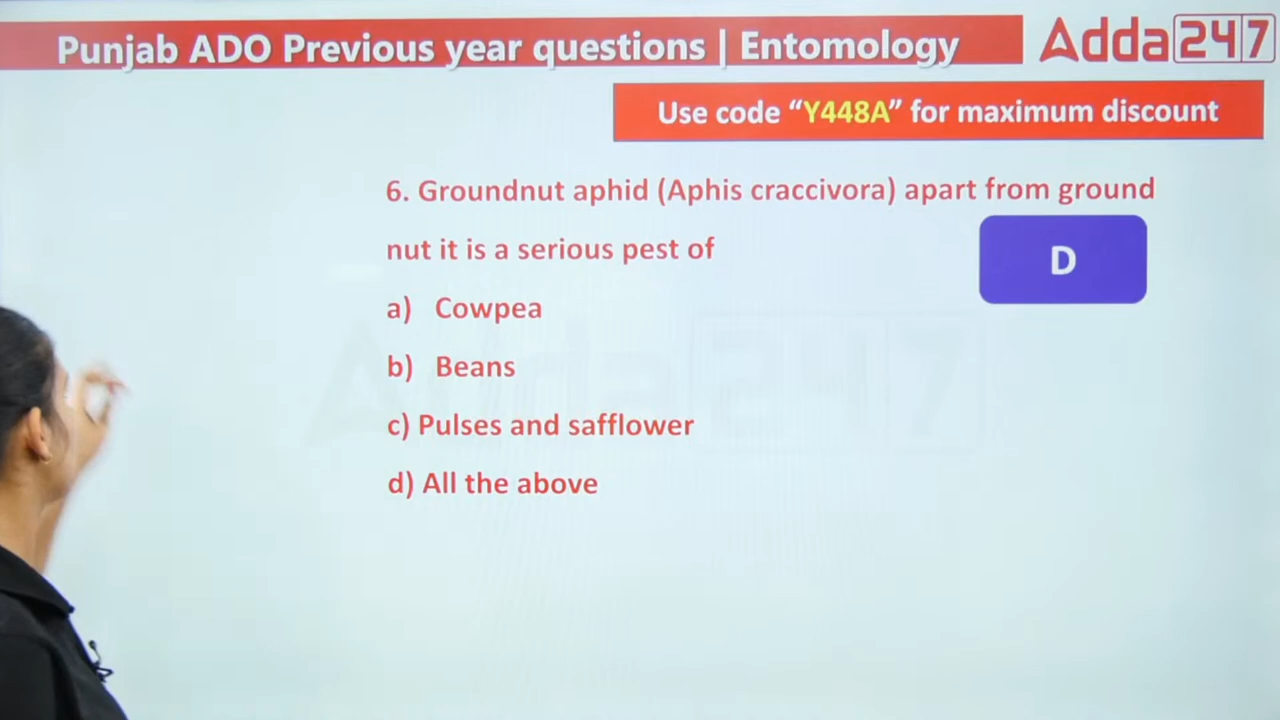 Punjab ADO Previous year questions | Entomology
Adda247
Use code “Y448A” for maximum discount
6. Groundnut aphid (Aphis craccivora) apart from ground
nut it is a serious pest of
D
a) Cowpea
b) Beans
c) Pulses and safflower
d) All the above
Adda247